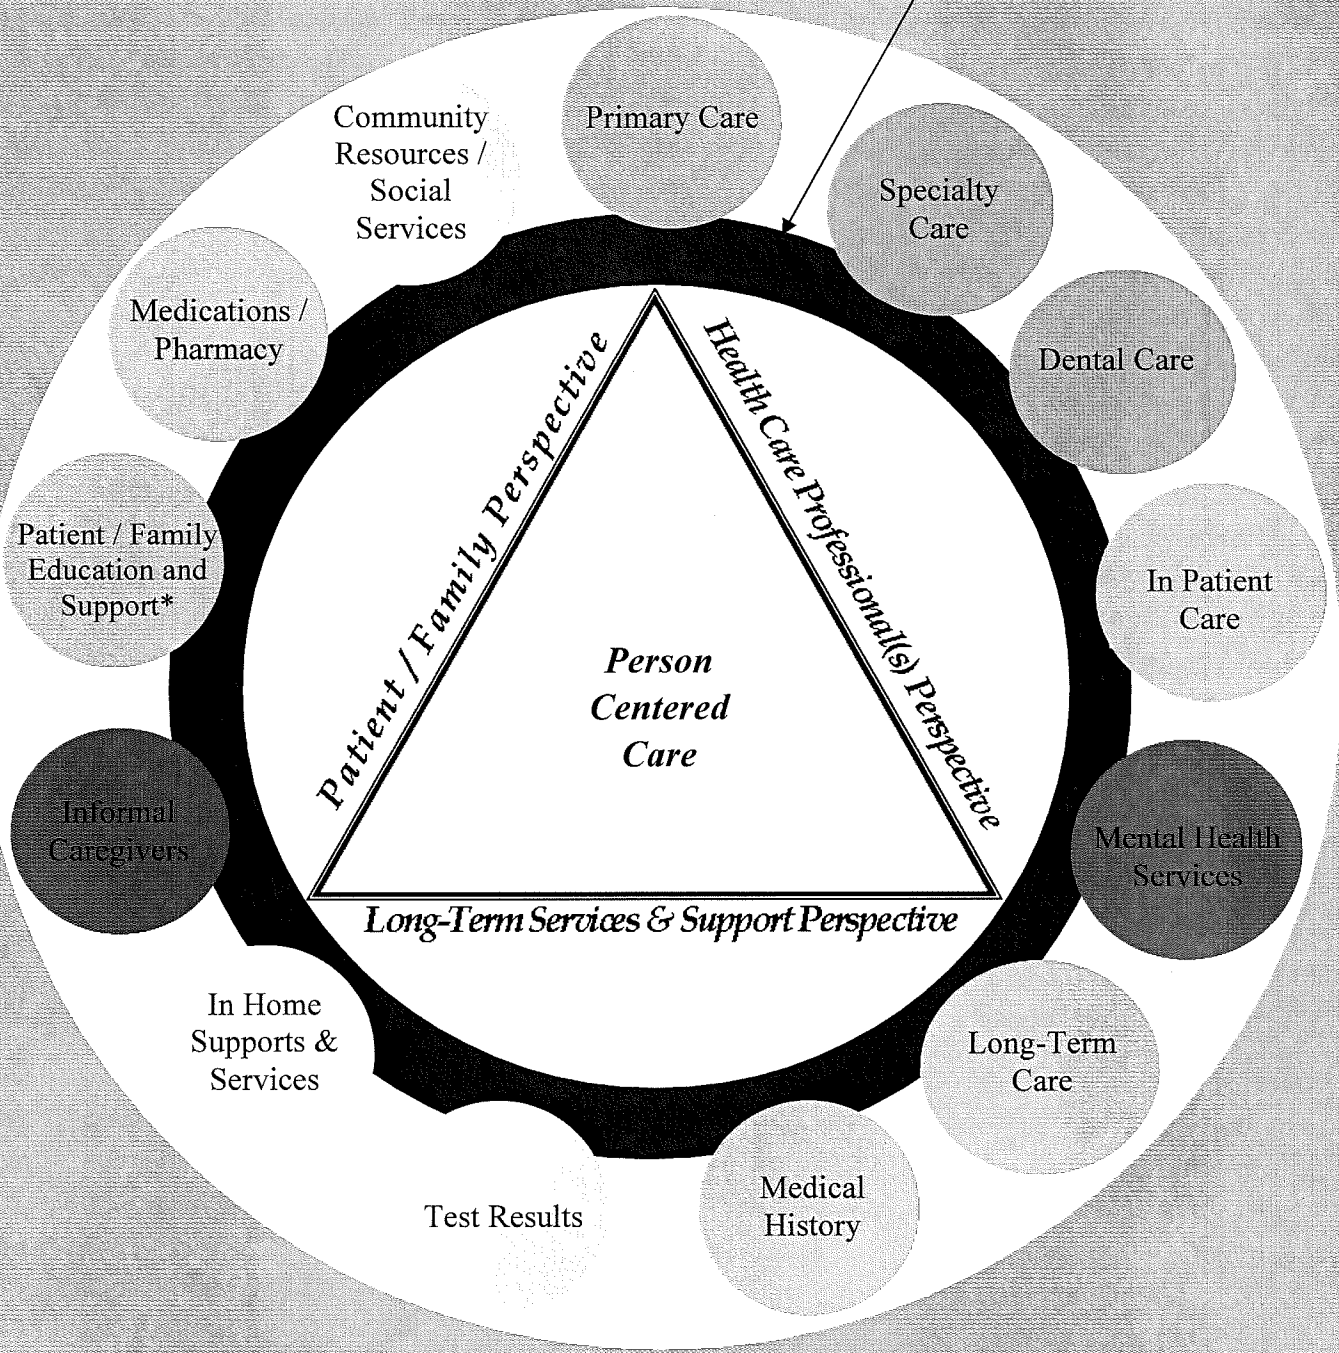 Primary Care
Specialty
Care
Dental Care
In Patient
Care
Mental Health
Services
Long-Term
Care
Medical
History
Test Results
In Home
Supports &
Services
Informal
Caregivers
Patient / Family
Education and
Support*
Medications /
Pharmacy
Community
Resources /
Social
Services
Patient / Family Perspective
Health Care Professional(s) Perspective
Long-Term Services & Support Perspective
Person
Centered
Care